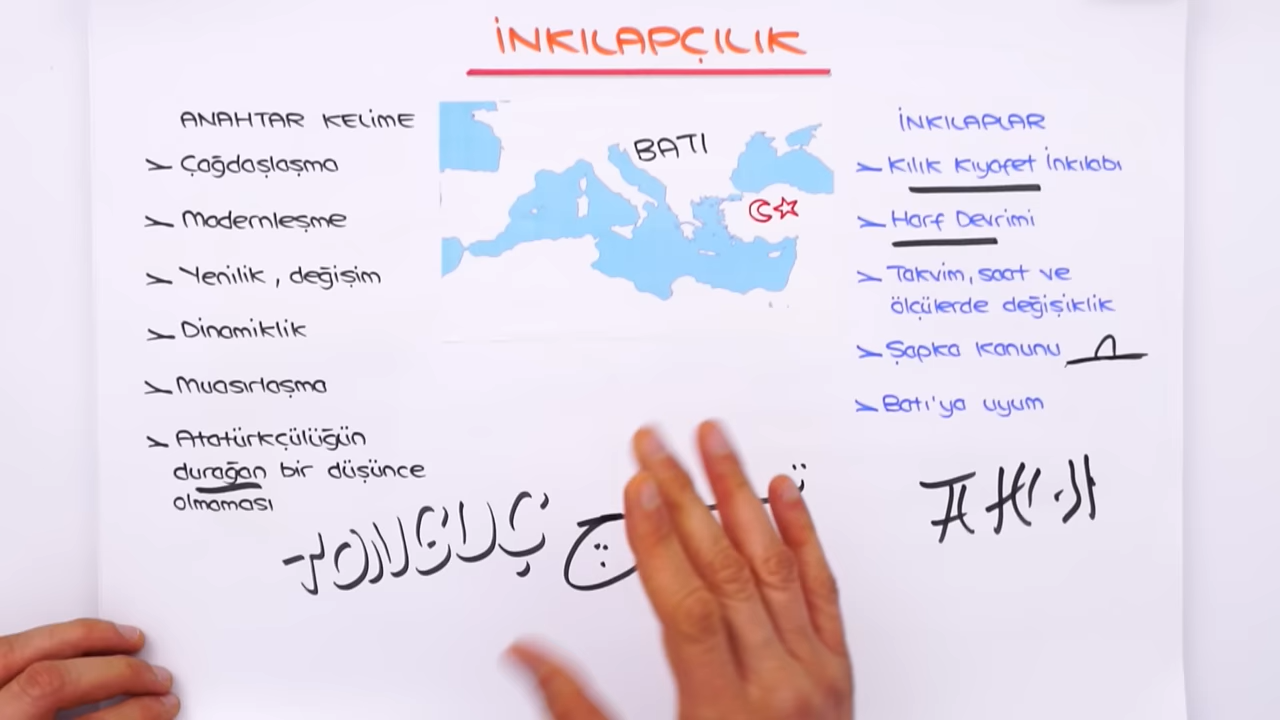 İNKILAPÇILIK
ANAHTAR KELİME
➤ Çağdaşlaşma
➤ Modernleşme
➤ Yenilik, değişim
➤ Dinamiklik
➤ Muasırlaşma
➤ Atatürkçülüğün
durağan bir düşünce
olmaması
BATI
İNKILAPLAR
➤ Kılık Kıyafet İnkılabı
➤ Harf Devrimi
➤ Takvim, saat ve
ölçülerde değişiklik
➤ Şapka Kanunu
➤ Batı'ya uyum
TONGUÇ